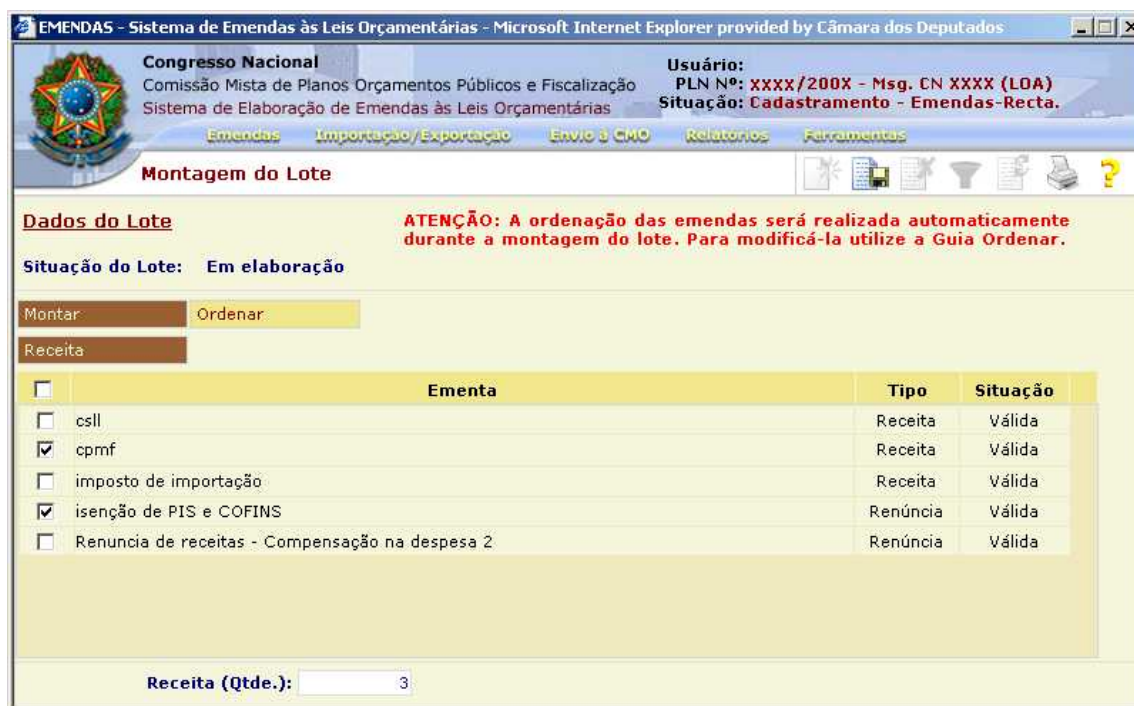 EMENDAS - Sistema de Emendas às Leis Orçamentárias - Microsoft Internet Explorer provided by Câmara dos Deputados
Congresso Nacional
Comissão Mista de Planos Orçamentos Públicos e Fiscalização
Sistema de Elaboração de Emendas às Leis Orçamentárias
Usuário:
PLN Nº: XXXX/200X - Msg. CN XXXX (LOA)
Situação: Cadastramento - Emendas-Recta.
Emendas Importação/Exportação Envio à CMO Relatórios Ferramentas
Montagem do Lote
Dados do Lote
ATENÇÃO: A ordenação das emendas será realizada automaticamente
durante a montagem do lote. Para modificá-la utilize a Guia Ordenar.
Situação do Lote: Em elaboração
Montar Ordenar
Receita
Ementa Tipo Situação
csll Receita Válida
cpmf Receita Válida
imposto de importação Receita Válida
isenção de PIS e COFINS Renúncia Válida
Renuncia de receitas - Compensação na despesa 2 Renúncia Válida
Receita (Qtde.): 3